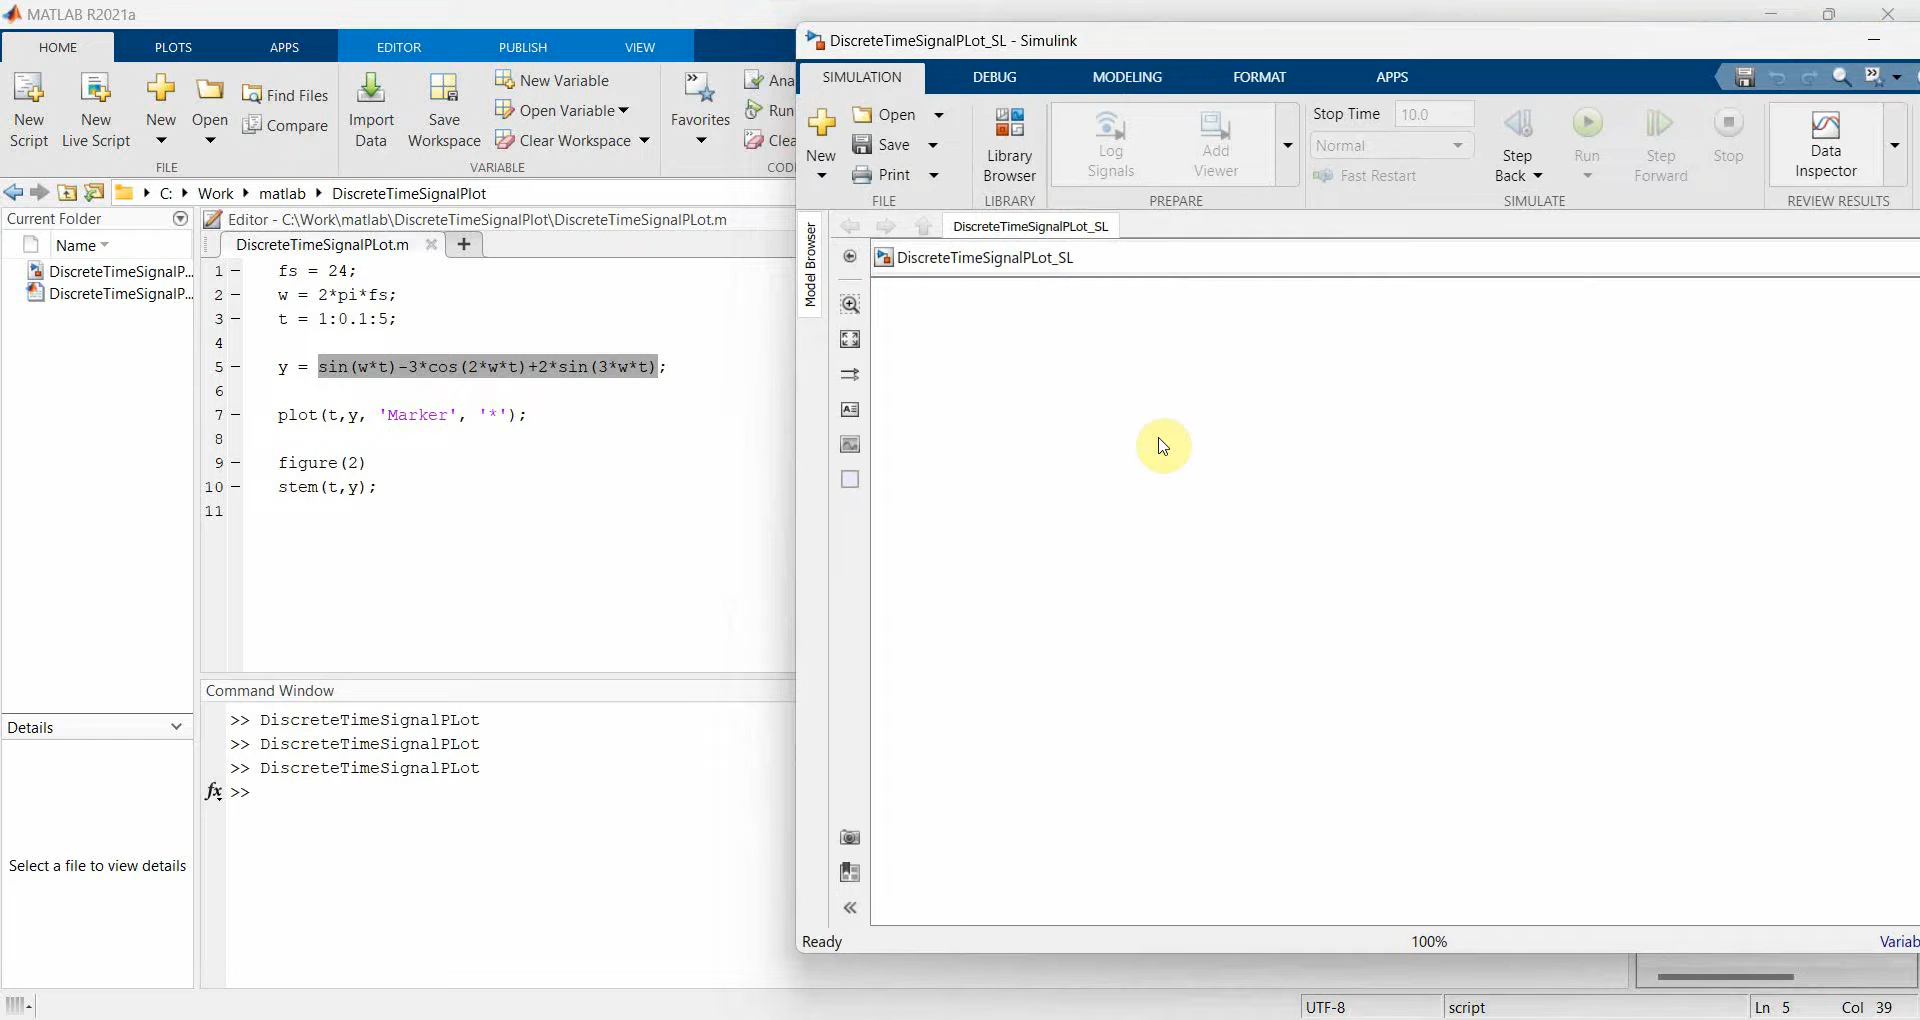 MATLAB R2021a
HOME PLOTS APPS EDITOR PUBLISH VIEW
New Script
New Live Script
New
Open
Find Files
Compare
FILE
Import Data
Save Workspace
New Variable
Open Variable
Clear Workspace
VARIABLE
Favorites
Ana
Run
Clea
COD
C: Work matlab DiscreteTimeSignalPlot
Current Folder
Name
DiscreteTimeSignalP...
DiscreteTimeSignalP...
Details
Select a file to view details
Editor - C:\Work\matlab\DiscreteTimeSignalPlot\DiscreteTimeSignalPLot.m
DiscreteTimeSignalPLot.m
1 fs = 24;
2 w = 2*pi*fs;
3 t = 1:0.1:5;
4
5 y = sin(w*t)-3*cos(2*w*t)+2*sin(3*w*t);
6
7 plot(t,y, 'Marker', '*');
8
9 figure(2)
10 stem(t,y);
11
Command Window
>> DiscreteTimeSignalPLot
>> DiscreteTimeSignalPLot
>> DiscreteTimeSignalPLot
fx >>
DiscreteTimeSignalPLot_SL - Simulink
SIMULATION DEBUG MODELING FORMAT APPS
New
Open
Save
Print
FILE
Library Browser
LIBRARY
Log Signals
Add Viewer
PREPARE
Stop Time 10.0
Normal
Fast Restart
Step Back
Run
Step Forward
Stop
SIMULATE
Data Inspector
REVIEW RESULTS
Model Browser
DiscreteTimeSignalPLot_SL
DiscreteTimeSignalPLot_SL
Ready 100% Variab
UTF-8 script Ln 5 Col 39